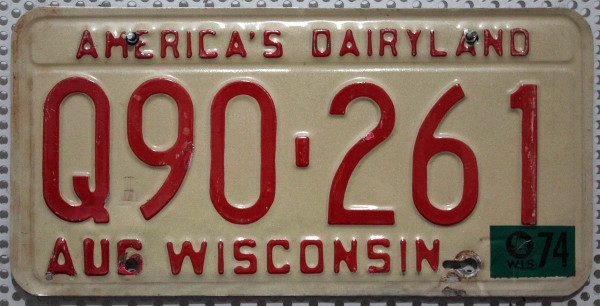 AMERICA'S DAIRYLAND
Q90-261
AUG WISCONSIN
WIS. 74